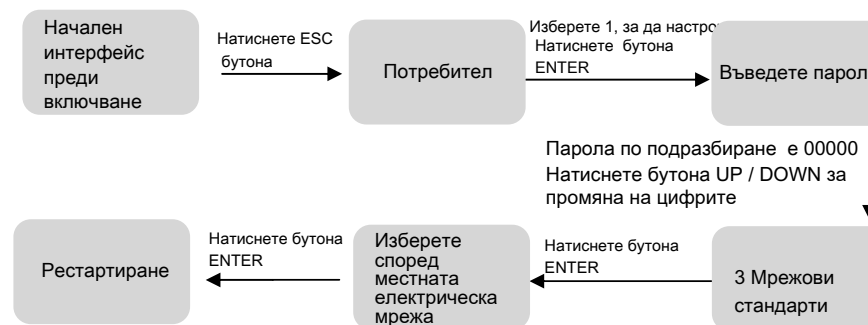 Начален
интерфейс
преди
включване
Натиснете ESC
бутона
Потребител
Изберете 1, за да настро
Натиснете бутона
ENTER
Въведете парол
Парола по подразбиране е 00000
Натиснете бутона UP / DOWN за
промяна на цифрите
3 Мрежови
стандарти
Натиснете бутона
ENTER
Изберете
според
местната
електрическа
мрежа
Натиснете бутона
ENTER
Рестартиране